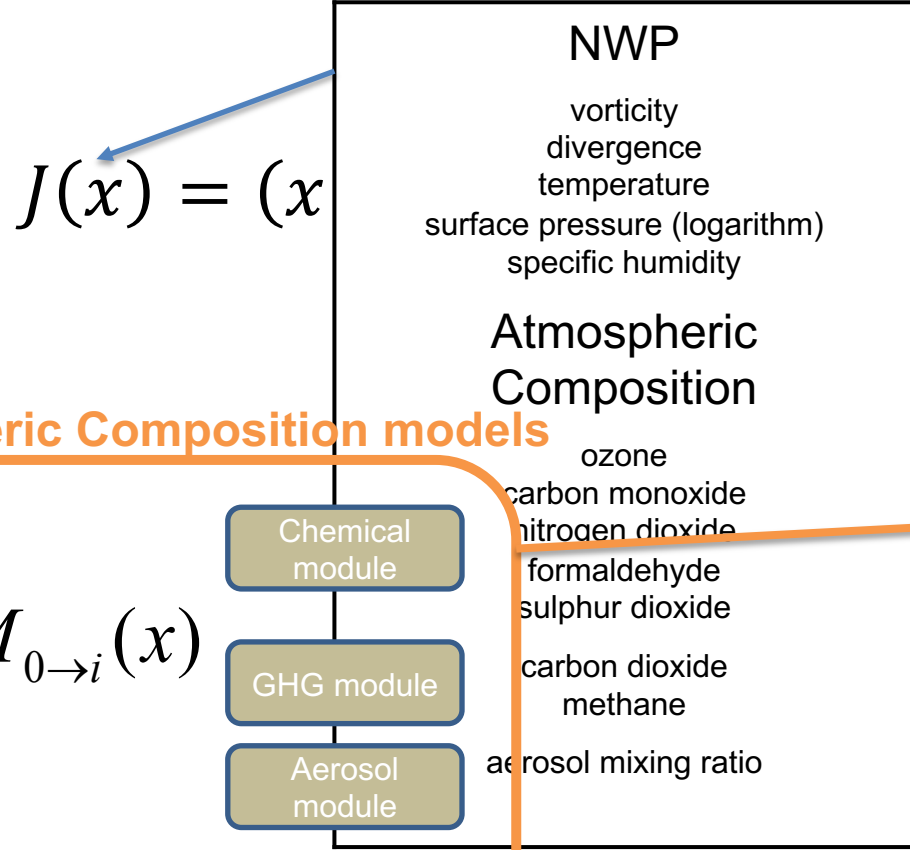 NWP
vorticity
divergence
temperature
surface pressure (logarithm)
specific humidity
J(x) = (x
Atmospheric
Composition
eric Composition models
ozone
carbon monoxide
nitrogen dioxide
formaldehyde
sulphur dioxide
carbon dioxide
methane
aerosol mixing ratio
Chemical
module
M₀→ᵢ(x)
GHG module
Aerosol
module